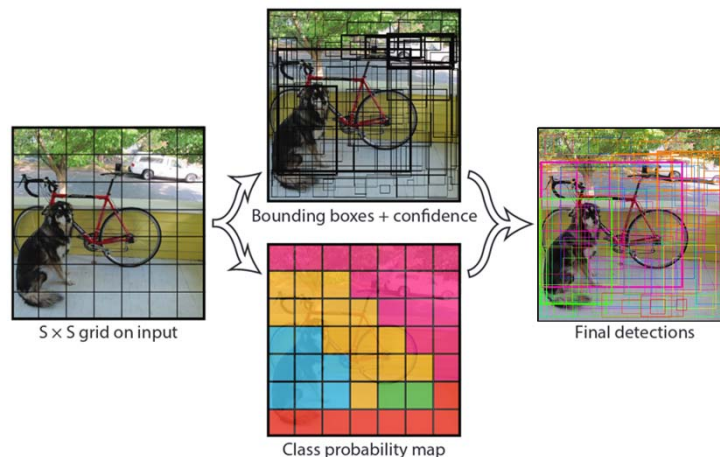 Bounding boxes + confidence
S × S grid on input
Final detections
Class probability map